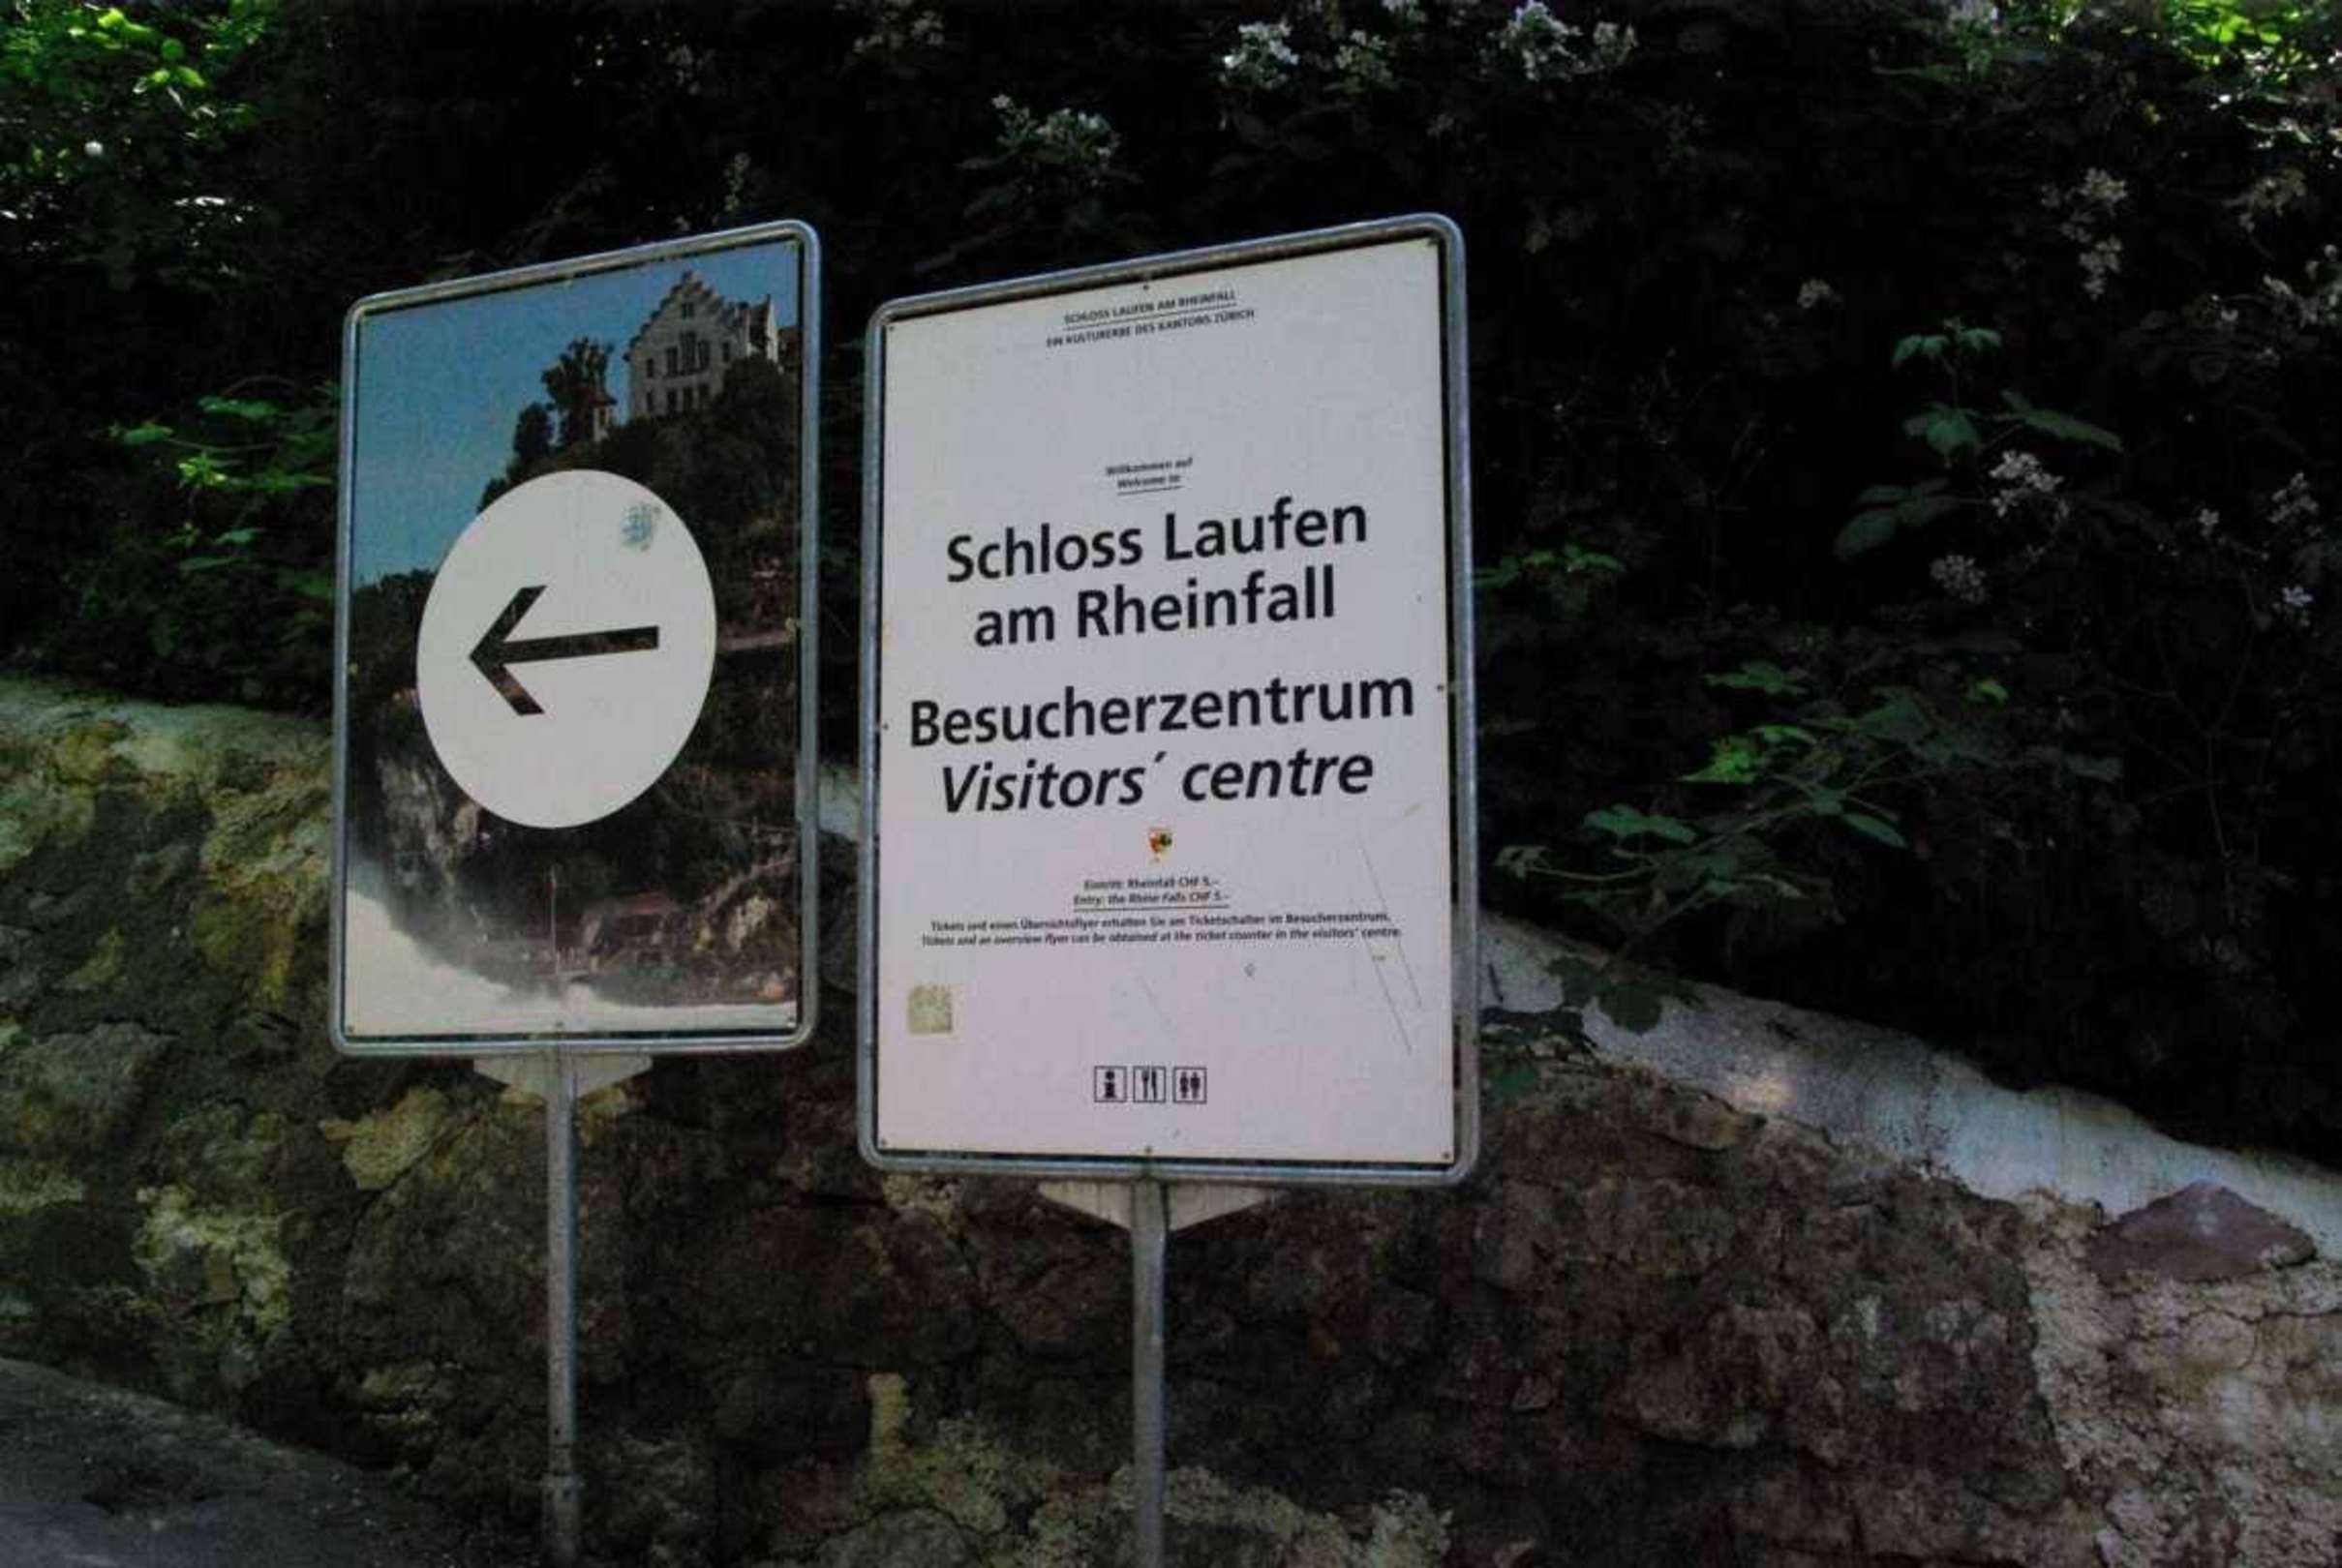 SCHLOSS LAUFEN AM RHEINFALL
EIN KULTURERBE DES KANTONS ZÜRICH
Willkommen auf
Welcome to
Schloss Laufen
am Rheinfall
Besucherzentrum
Visitors´ centre
Eintritt: Rheinfall CHF 5.–
Entry: the Rhine Falls CHF 5.–
Tickets und einen Übersichtsflyer erhalten Sie am Ticketschalter im Besucherzentrum.
Tickets and an overview flyer can be obtained at the ticket counter in the visitors' centre.